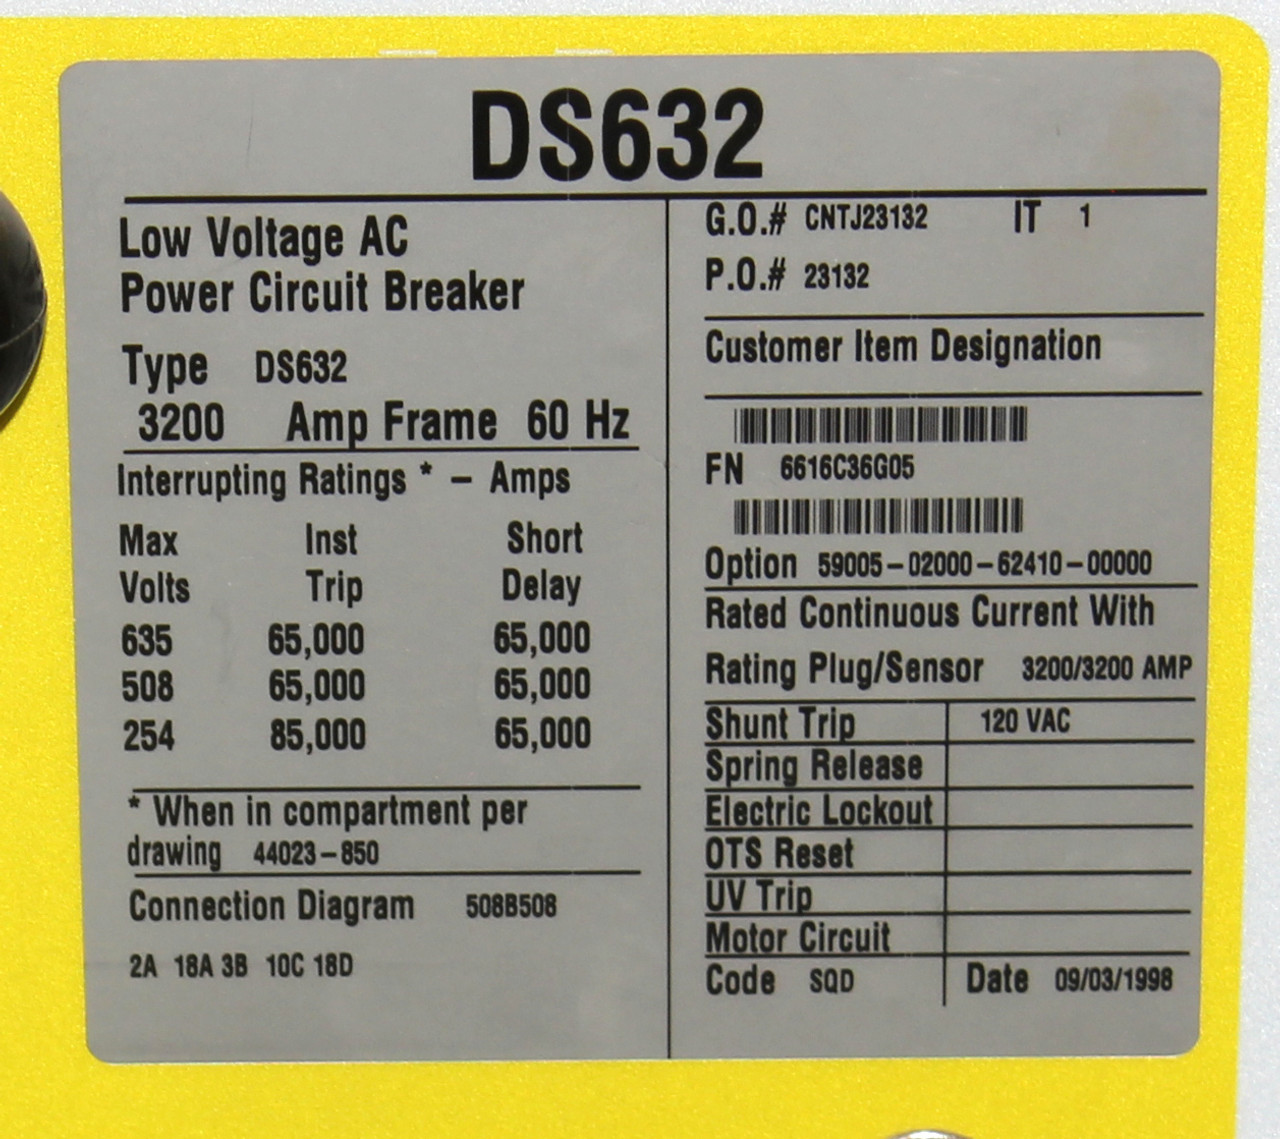 DS632
Low Voltage AC
Power Circuit Breaker
Type DS632
3200 Amp Frame 60 Hz
Interrupting Ratings * – Amps
Max Inst Short
Volts Trip Delay
635 65,000 65,000
508 65,000 65,000
254 85,000 65,000
* When in compartment per
drawing 44023–850
Connection Diagram 508B508
2A 18A 3B 10C 18D
G.O.# CNTJ23132 IT 1
P.O.# 23132
Customer Item Designation
FN 6616C36G05
Option 59005–02000–62410–00000
Rated Continuous Current With
Rating Plug/Sensor 3200/3200 AMP
Shunt Trip 120 VAC
Spring Release
Electric Lockout
OTS Reset
UV Trip
Motor Circuit
Code SQD Date 09/03/1998